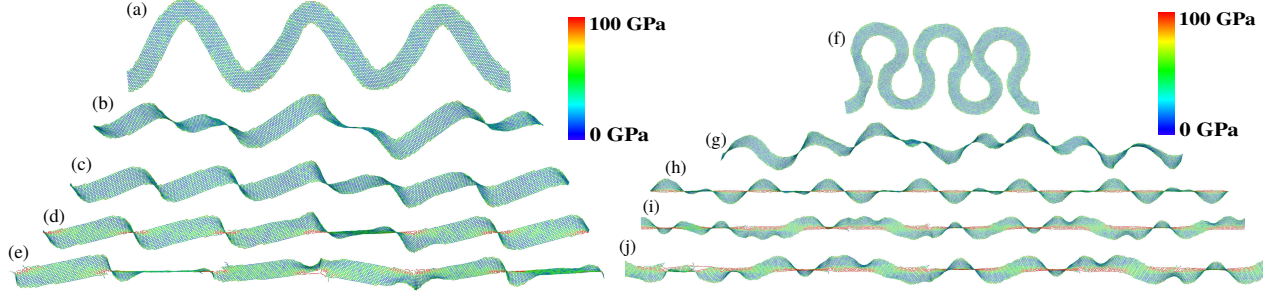 (a)
100 GPa
(b)
0 GPa
(c)
(d)
(e)
100 GPa
(f)
0 GPa
(g)
(h)
(i)
(j)